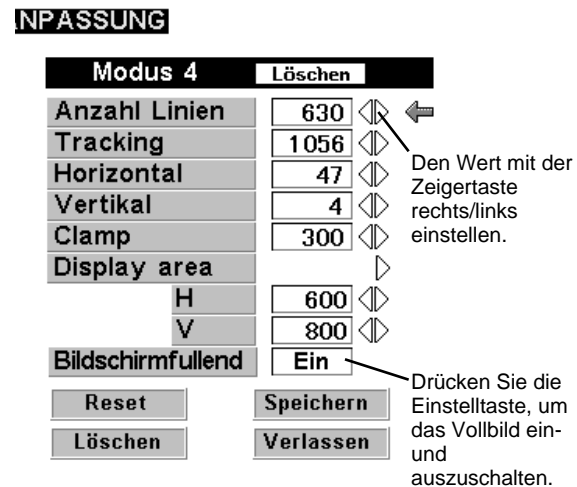 NPASSUNG
Modus 4 Löschen
Anzahl Linien 630
Tracking 1056
Horizontal 47
Vertikal 4
Clamp 300
Display area
H 600
V 800
Bildschirmfullend Ein
Reset Speichern
Löschen Verlassen
Den Wert mit der
Zeigertaste
rechts/links
einstellen.
Drücken Sie die
Einstelltaste, um
das Vollbild ein-
und
auszuschalten.